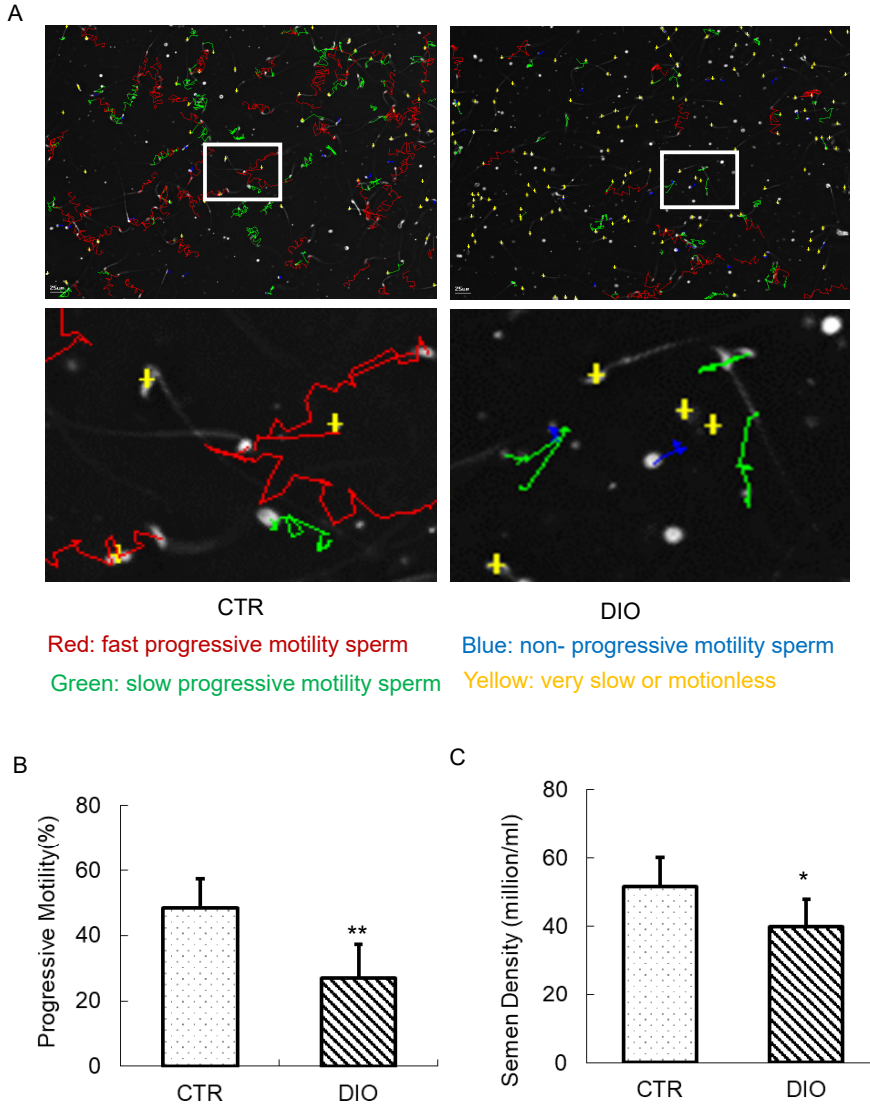 A
25um
25um
CTR
DIO
Red: fast progressive motility sperm
Blue: non- progressive motility sperm
Green: slow progressive motility sperm
Yellow: very slow or motionless
B
Progressive Motility(%)
80
60
40
20
0
**
CTR
DIO
C
Semen Density (million/ml)
80
60
40
20
0
*
CTR
DIO